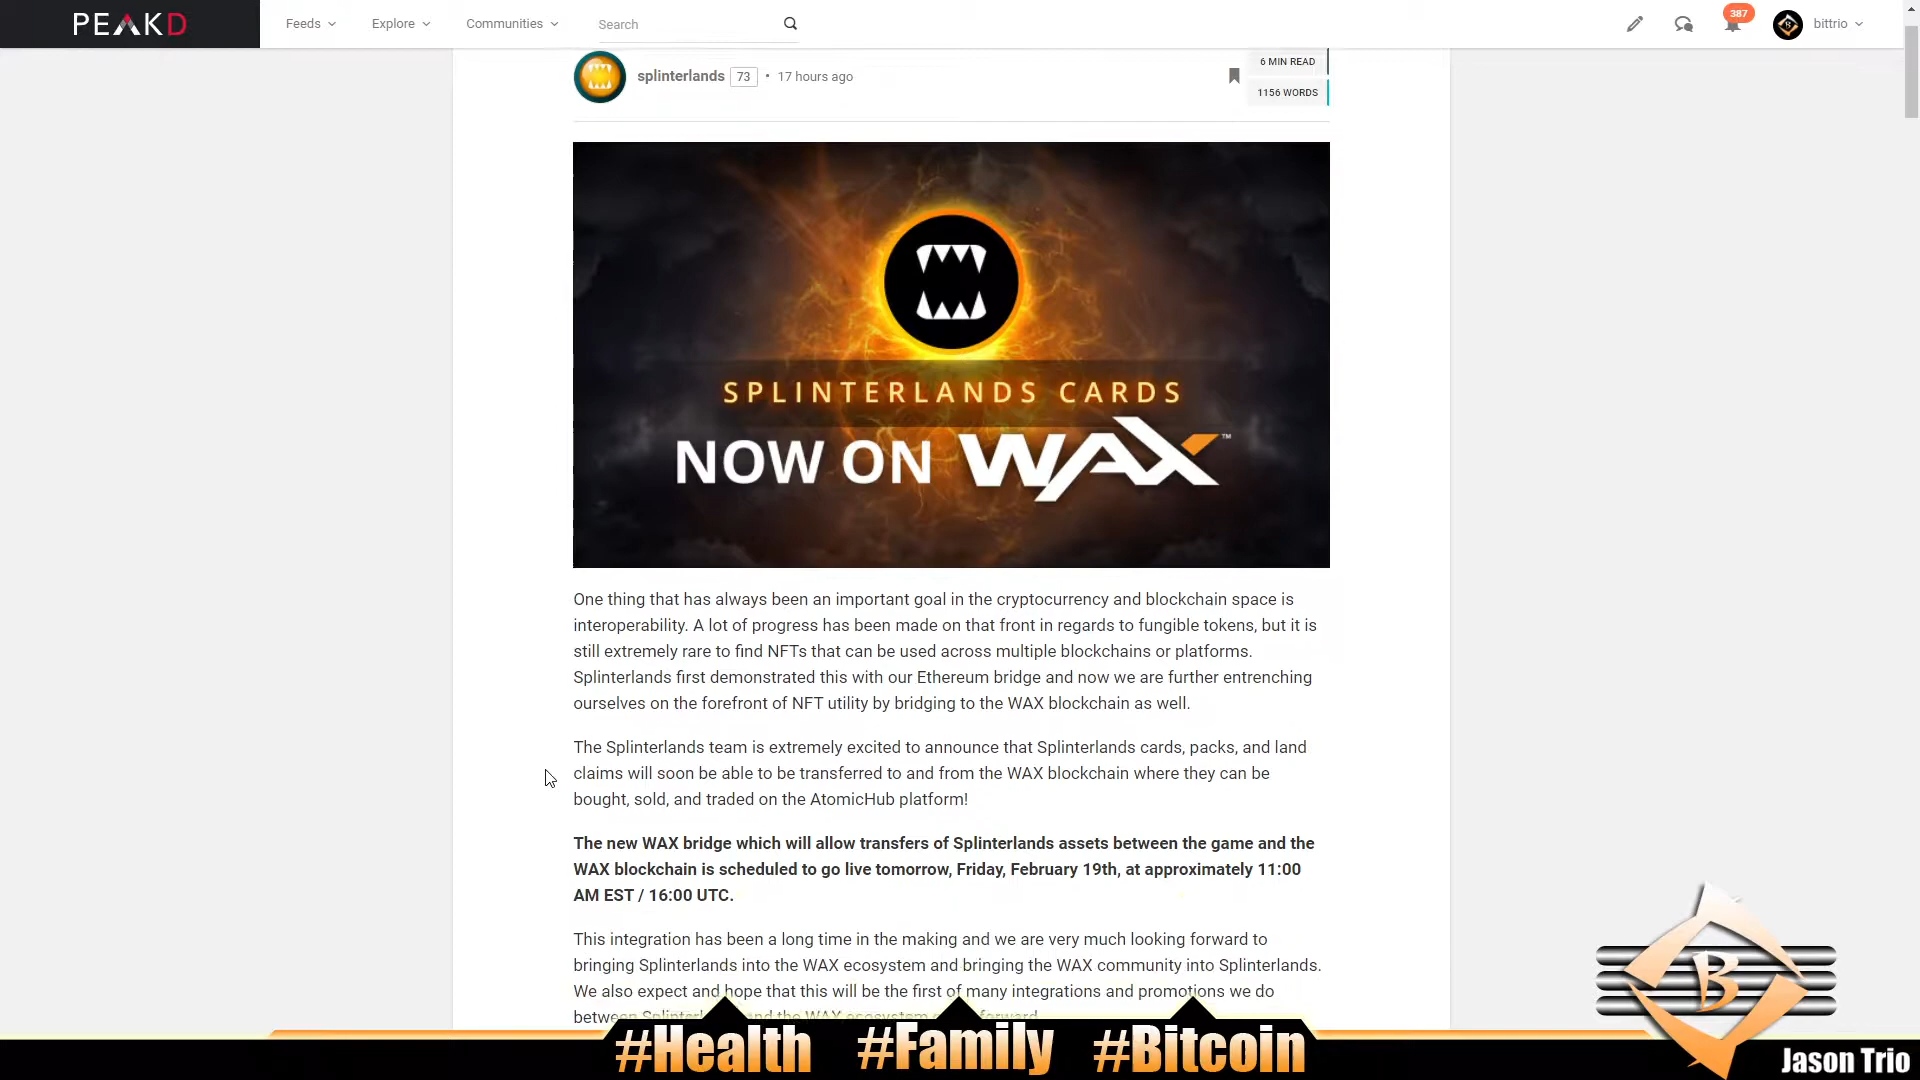 PEAKD Feeds Explore Communities Search 387 bittrio
splinterlands 73 • 17 hours ago
6 MIN READ
1156 WORDS
SPLINTERLANDS CARDS
NOW ON WAX™
One thing that has always been an important goal in the cryptocurrency and blockchain space is
interoperability. A lot of progress has been made on that front in regards to fungible tokens, but it is
still extremely rare to find NFTs that can be used across multiple blockchains or platforms.
Splinterlands first demonstrated this with our Ethereum bridge and now we are further entrenching
ourselves on the forefront of NFT utility by bridging to the WAX blockchain as well.
The Splinterlands team is extremely excited to announce that Splinterlands cards, packs, and land
claims will soon be able to be transferred to and from the WAX blockchain where they can be
bought, sold, and traded on the AtomicHub platform!
The new WAX bridge which will allow transfers of Splinterlands assets between the game and the
WAX blockchain is scheduled to go live tomorrow, Friday, February 19th, at approximately 11:00
AM EST / 16:00 UTC.
This integration has been a long time in the making and we are very much looking forward to
bringing Splinterlands into the WAX ecosystem and bringing the WAX community into Splinterlands.
We also expect and hope that this will be the first of many integrations and promotions we do
between and the WAX ecosystem forward.
#Health #Family #Bitcoin
B
Jason Trio